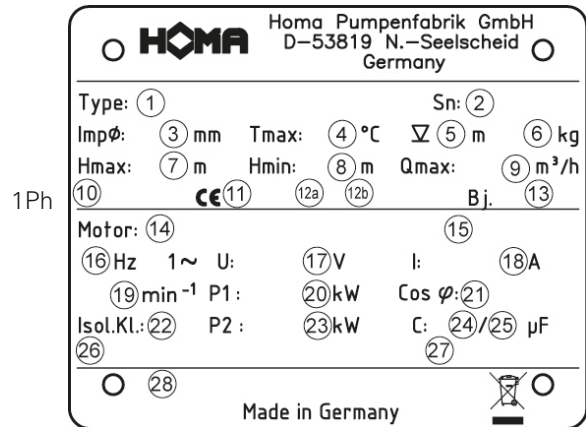 HOMA Homa Pumpenfabrik GmbH
D-53819 N.-Seelscheid
Germany
Type: 1 Sn: 2
Impø: 3 mm Tmax: 4 °C ∇ 5 m 6 kg
Hmax: 7 m Hmin: 8 m Qmax: 9 m³/h
1Ph
10 CE 11 12a 12b Bj. 13
Motor: 14 15
16 Hz 1~ U: 17 V I: 18 A
19 min⁻¹ P1: 20 kW Cos φ: 21
Isol.Kl.: 22 P2: 23 kW C: 24/25 µF
26 27
28
Made in Germany